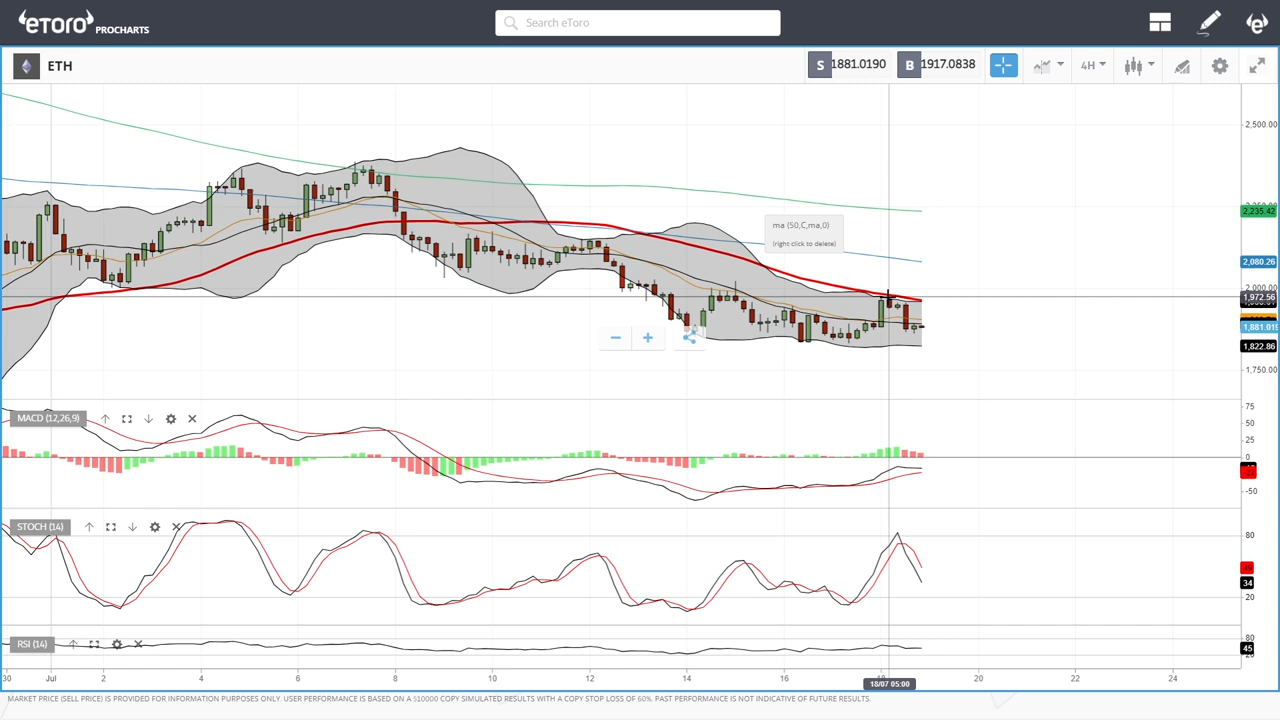 eToro PROCHARTS
Search eToro
ETH
S 1881.0190
B 1917.0838
4H
2,500.00
2,235.42
ma (50,C,ma,0)
(right click to delete)
2,080.26
2,000.00
1,972.56
1,881.019
1,822.86
1,750.00
MACD (12,26,9)
75
50
25
0
-50
STOCH (14)
80
34
20
RSI (14)
80
45
30 Jul 2 4 6 8 10 12 14 16 20 22 24
18/07 05:00
MARKET PRICE (SELL PRICE) IS PROVIDED FOR INFORMATION PURPOSES ONLY. USER PERFORMANCE IS BASED ON A $10000 COPY SIMULATED RESULTS WITH A COPY STOP LOSS OF 60%. PAST PERFORMANCE IS NOT INDICATIVE OF FUTURE RESULTS.